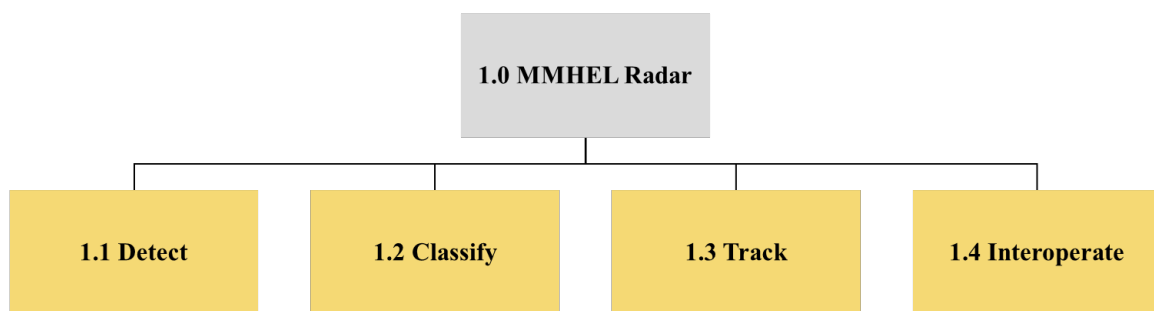 1.0 MMHEL Radar
1.1 Detect
1.2 Classify
1.3 Track
1.4 Interoperate